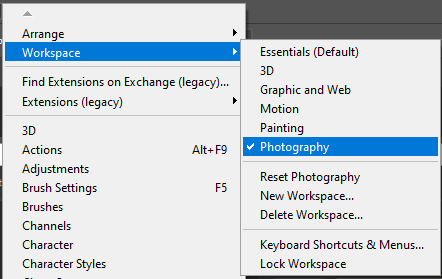 Arrange
Workspace
Find Extensions on Exchange (legacy)...
Extensions (legacy)
3D
Actions Alt+F9
Adjustments
Brush Settings F5
Brushes
Channels
Character
Character Styles
Essentials (Default)
3D
Graphic and Web
Motion
Painting
Photography
Reset Photography
New Workspace...
Delete Workspace...
Keyboard Shortcuts & Menus...
Lock Workspace